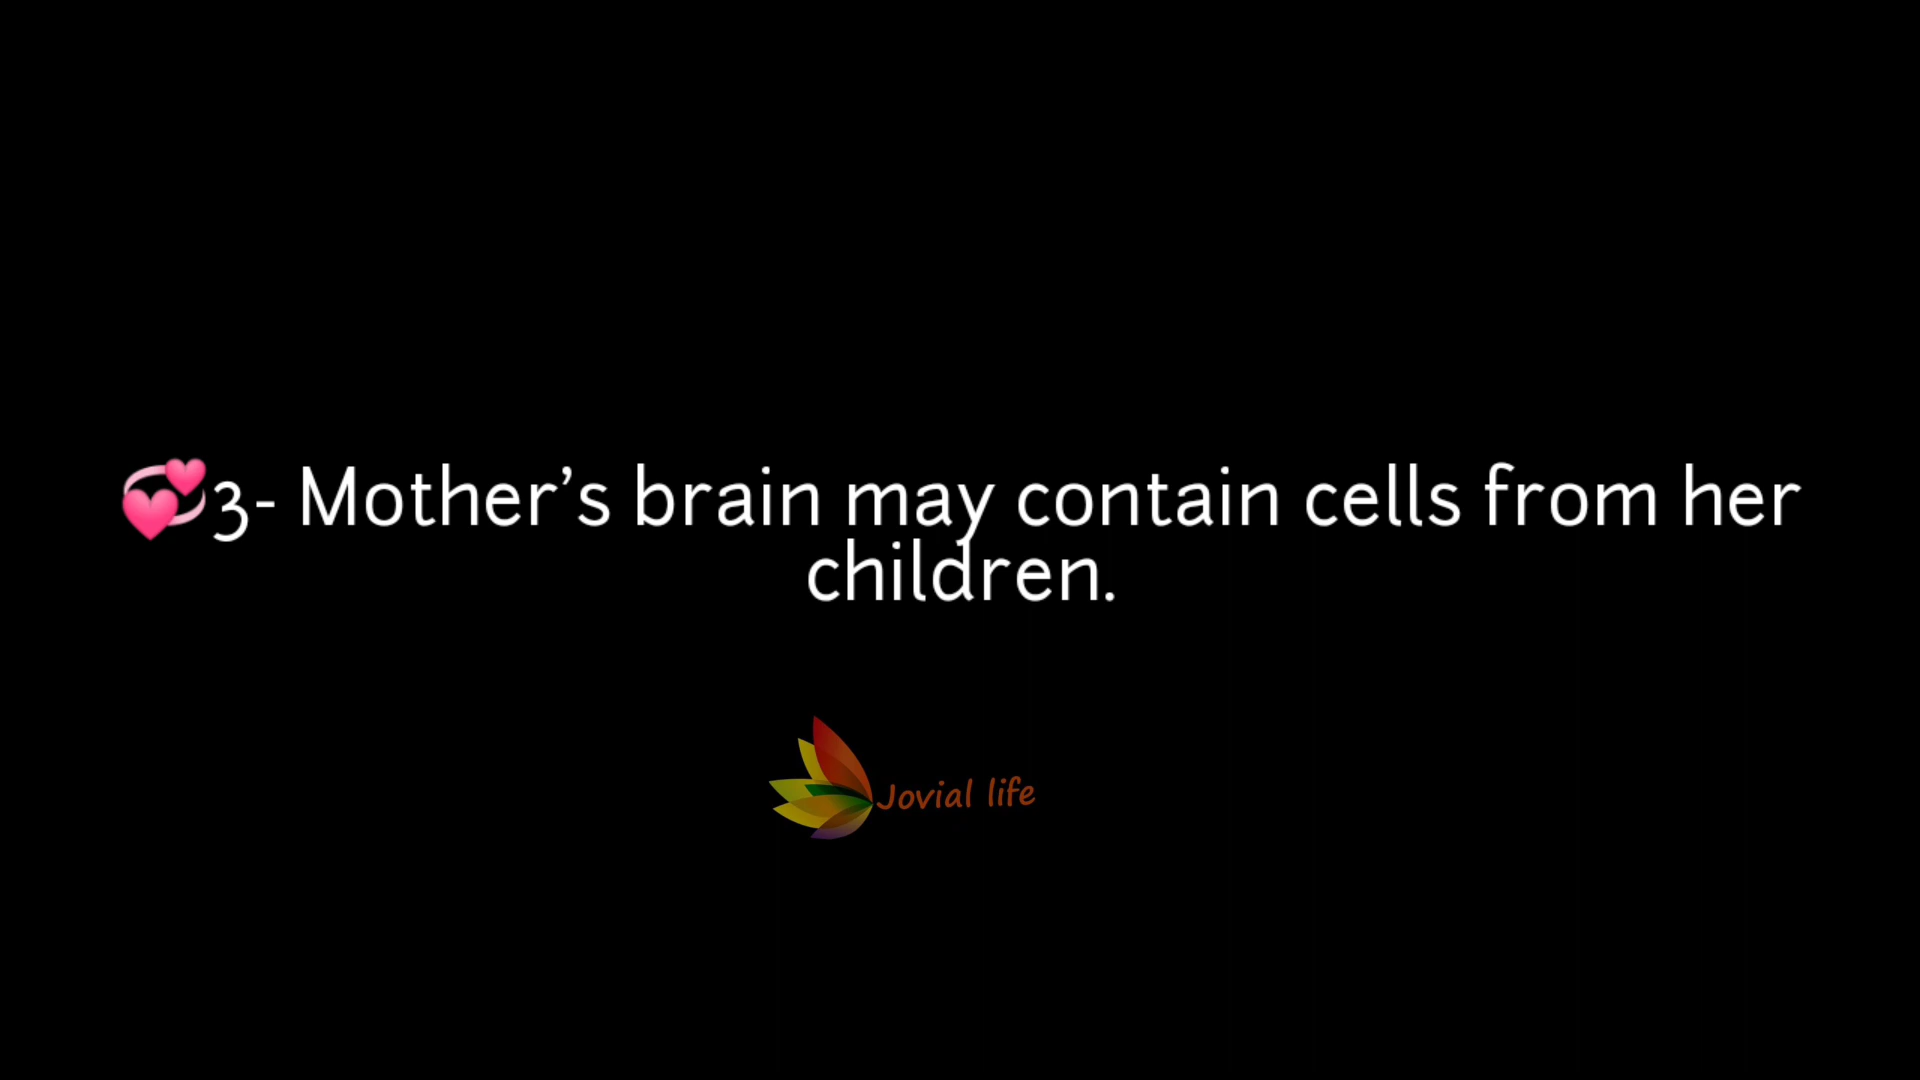 💞3- Mother’s brain may contain cells from her
children.
Jovial life